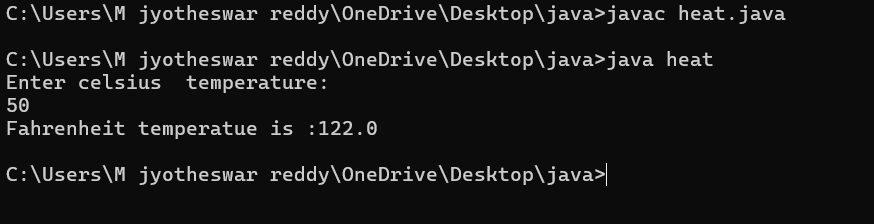 C:\Users\M jyotheswar reddy\OneDrive\Desktop\java>javac heat.java
C:\Users\M jyotheswar reddy\OneDrive\Desktop\java>java heat
Enter celsius  temperature:
50
Fahrenheit temperatue is :122.0
C:\Users\M jyotheswar reddy\OneDrive\Desktop\java>